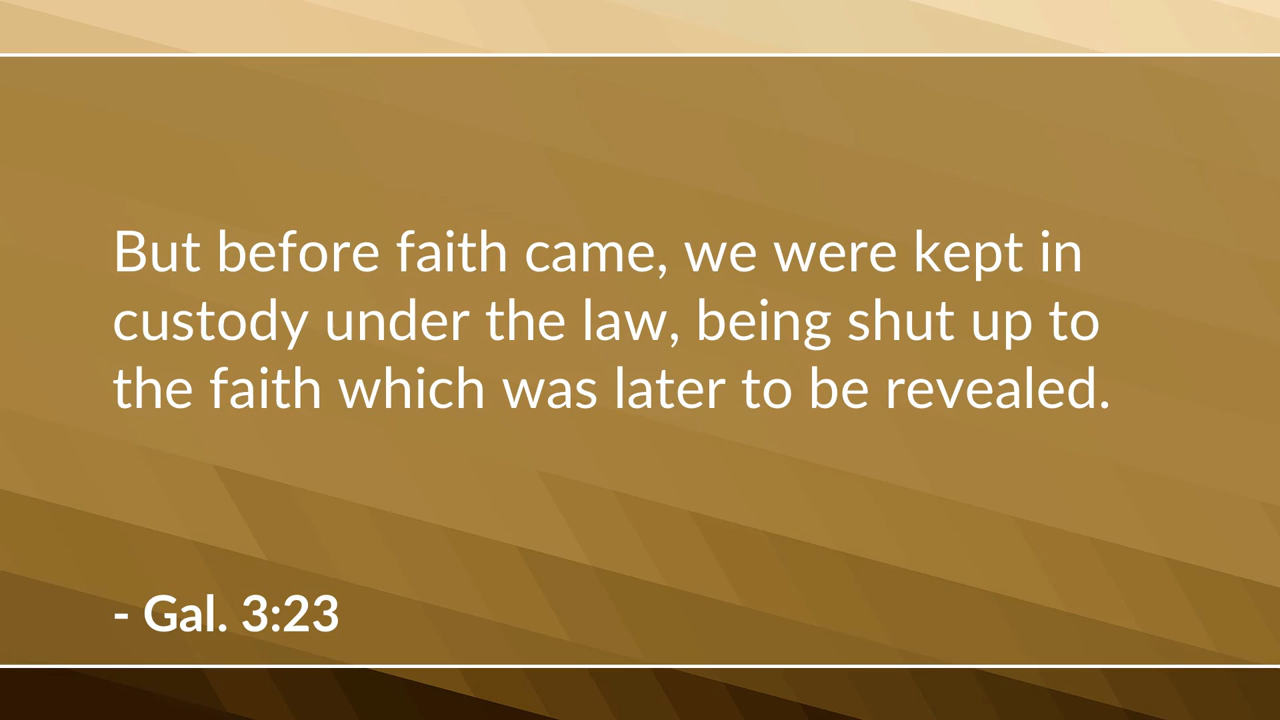 But before faith came, we were kept in
custody under the law, being shut up to
the faith which was later to be revealed.
- Gal. 3:23